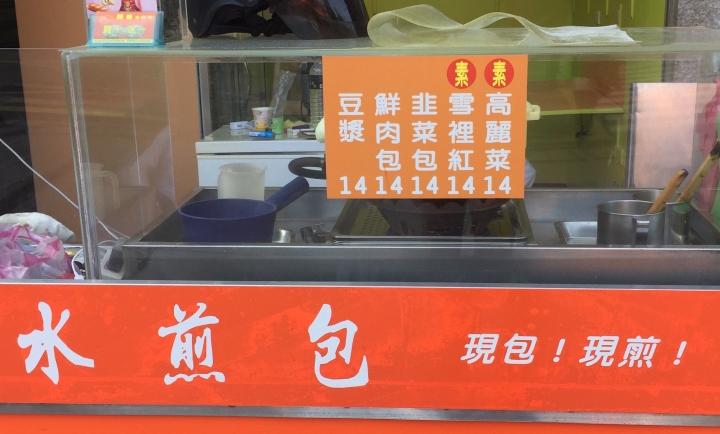 素 高麗菜 14
素 雪裡紅 14
韭菜包 14
鮮肉包 14
豆漿 14
水煎包
現包！現煎！